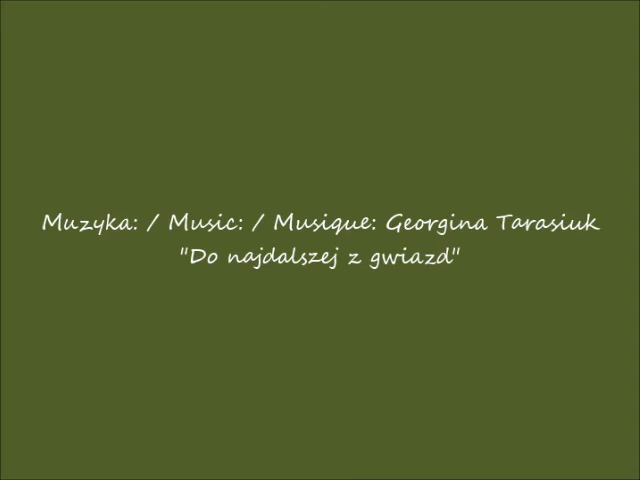 Muzyka: / Music: / Musique: Georgina Tarasiuk
"Do najdalszej z gwiazd"